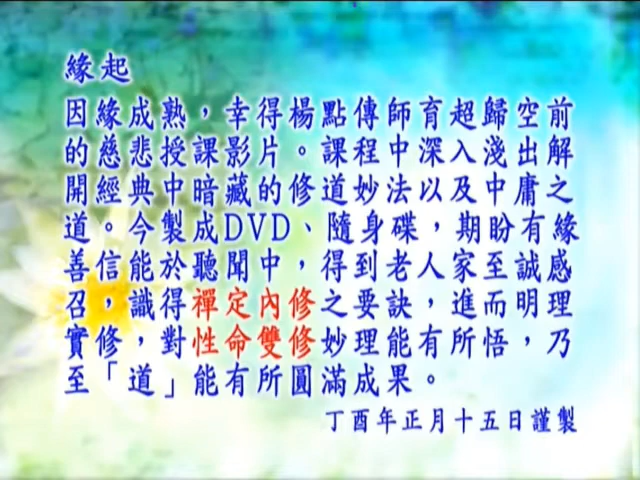 緣起
因緣成熟，幸得楊點傳師育超歸空前
的慈悲授課影片。課程中深入淺出解
開經典中暗藏的修道妙法以及中庸之
道。今製成DVD、隨身碟，期盼有緣
善信能於聽聞中，得到老人家至誠感
召，識得禪定內修之要訣，進而明理
實修，對性命雙修妙理能有所悟，乃
至「道」能有所圓滿成果。
丁酉年正月十五日謹製